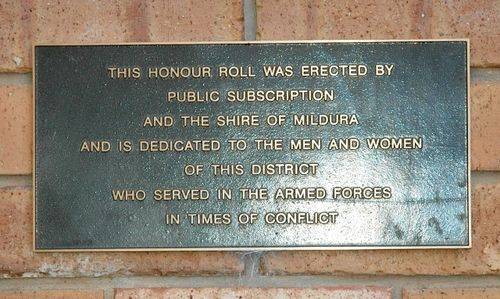 THIS HONOUR ROLL WAS ERECTED BY
PUBLIC SUBSCRIPTION
AND THE SHIRE OF MILDURA
AND IS DEDICATED TO THE MEN AND WOMEN
OF THIS DISTRICT
WHO SERVED IN THE ARMED FORCES
IN TIMES OF CONFLICT